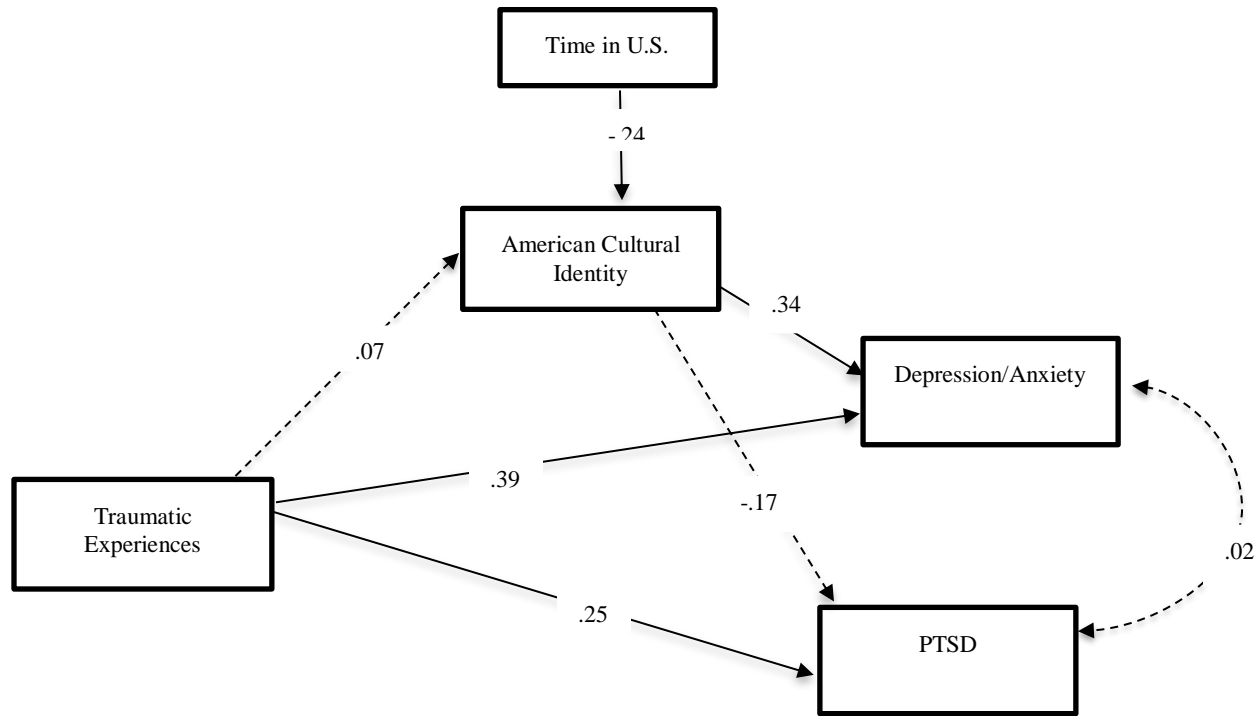 Time in U.S.
-.24
American Cultural
Identity
.34
.07
Depression/Anxiety
.39
-.17
Traumatic
Experiences
.02
.25
PTSD